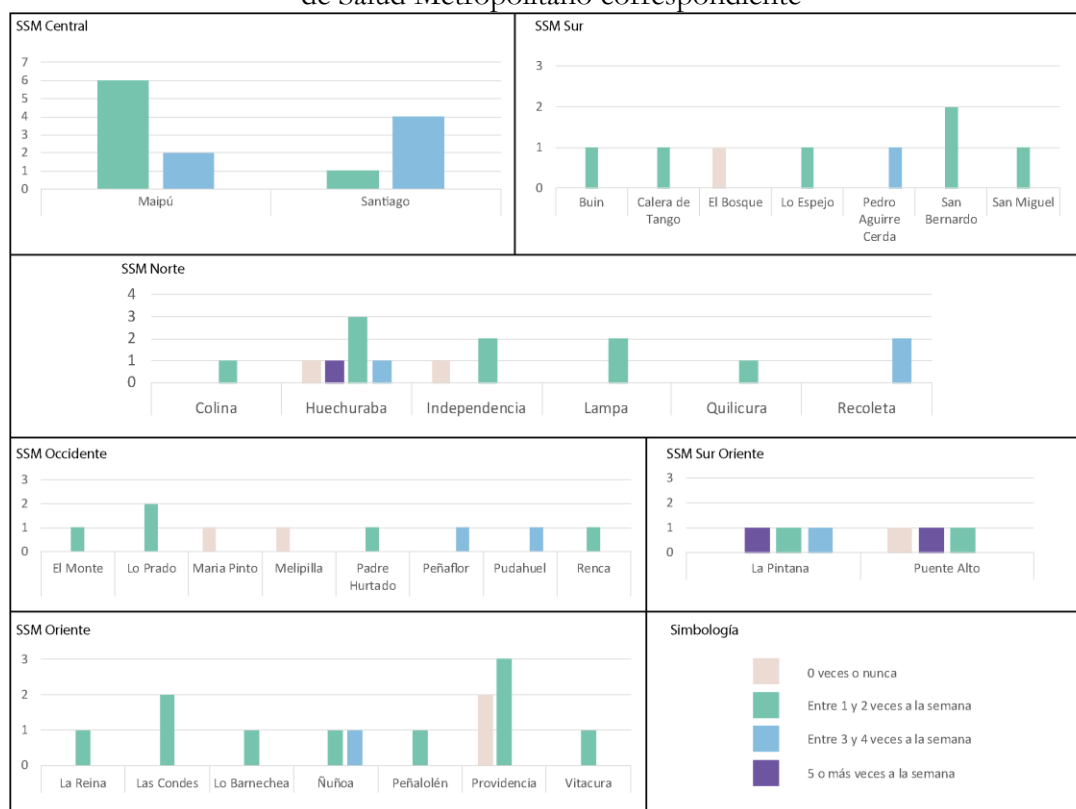 de Salud Metropolitano correspondiente
SSM Central
7
6
5
4
3
2
1
0
Maipú
Santiago
SSM Sur
3
2
1
0
Buin
Calera de
Tango
El Bosque
Lo Espejo
Pedro
Aguirre
Cerda
San
Bernardo
San Miguel
SSM Norte
4
3
2
1
0
Colina
Huechuraba
Independencia
Lampa
Quilicura
Recoleta
SSM Occidente
3
2
1
0
El Monte
Lo Prado
Maria Pinto
Melipilla
Padre
Hurtado
Peñaflor
Pudahuel
Renca
SSM Sur Oriente
3
2
1
0
La Pintana
Puente Alto
SSM Oriente
3
2
1
0
La Reina
Las Condes
Lo Barnechea
Ñuñoa
Peñalolén
Providencia
Vitacura
Simbología
0 veces o nunca
Entre 1 y 2 veces a la semana
Entre 3 y 4 veces a la semana
5 o más veces a la semana